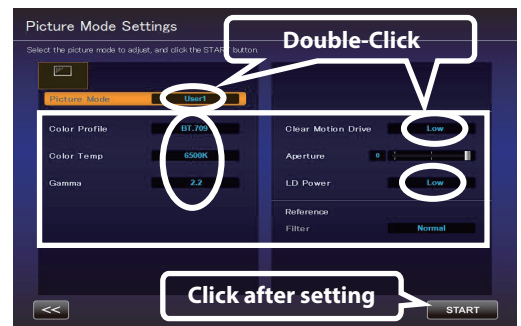 Picture Mode Settings
Select the picture mode to adjust, and click the START button.
Double-Click
Picture Mode User1
Color Profile BT.709
Clear Motion Drive Low
Color Temp 6500K
Aperture 0
Gamma 2.2
LD Power Low
Reference
Filter Normal
Click after setting
<<
START